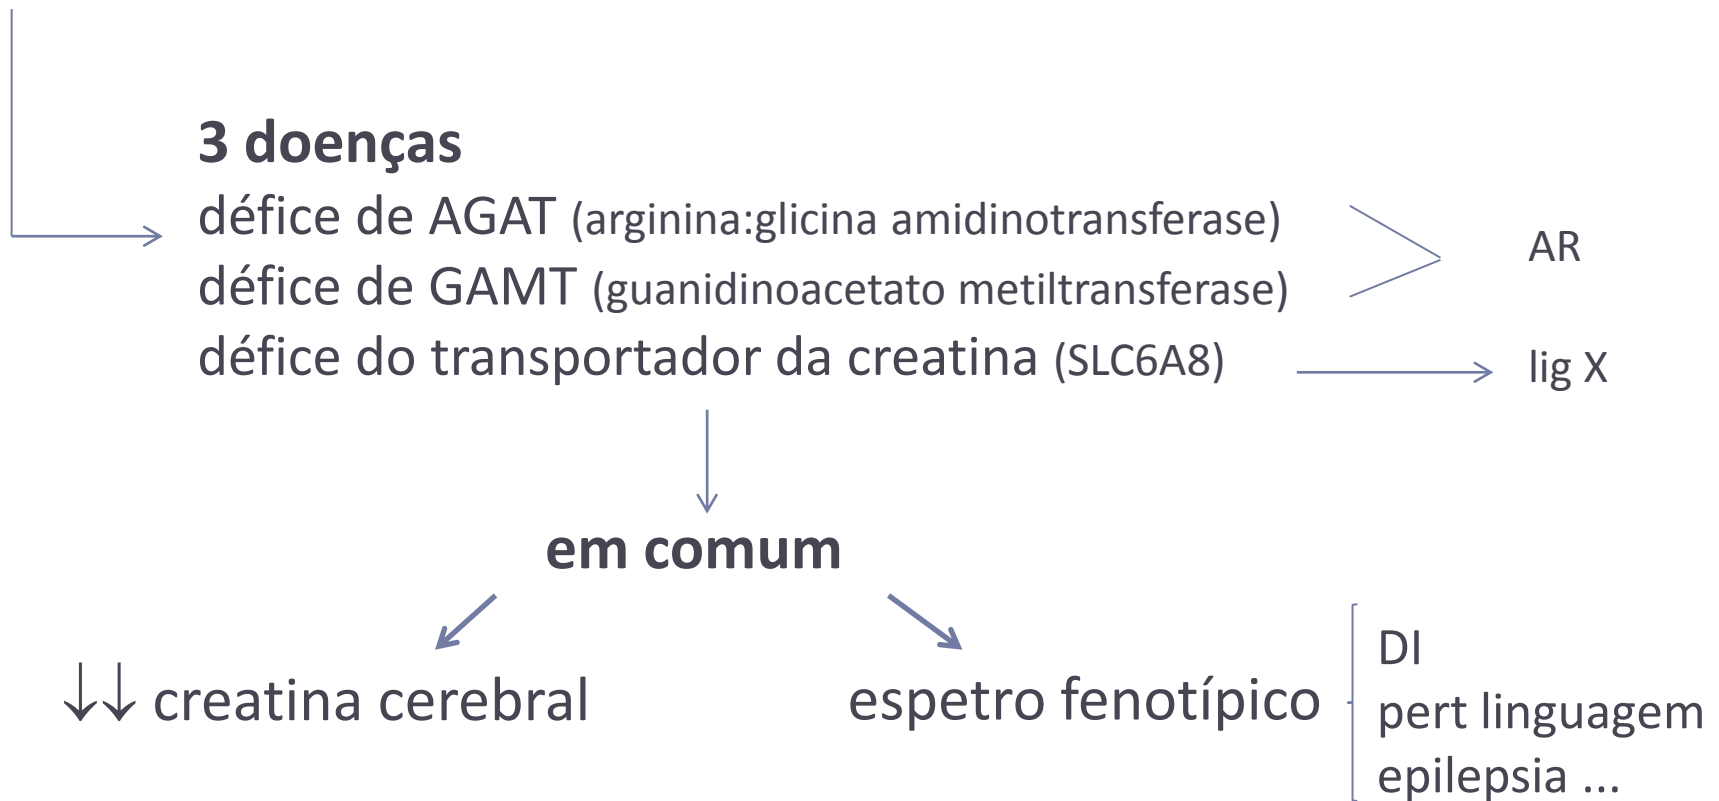 3 doenças
défice de AGAT (arginina:glicina amidinotransferase)
AR
défice de GAMT (guanidinoacetato metiltransferase)
défice do transportador da creatina (SLC6A8)
lig X
em comum
↓↓ creatina cerebral
espetro fenotípico
DI
pert linguagem
epilepsia ...